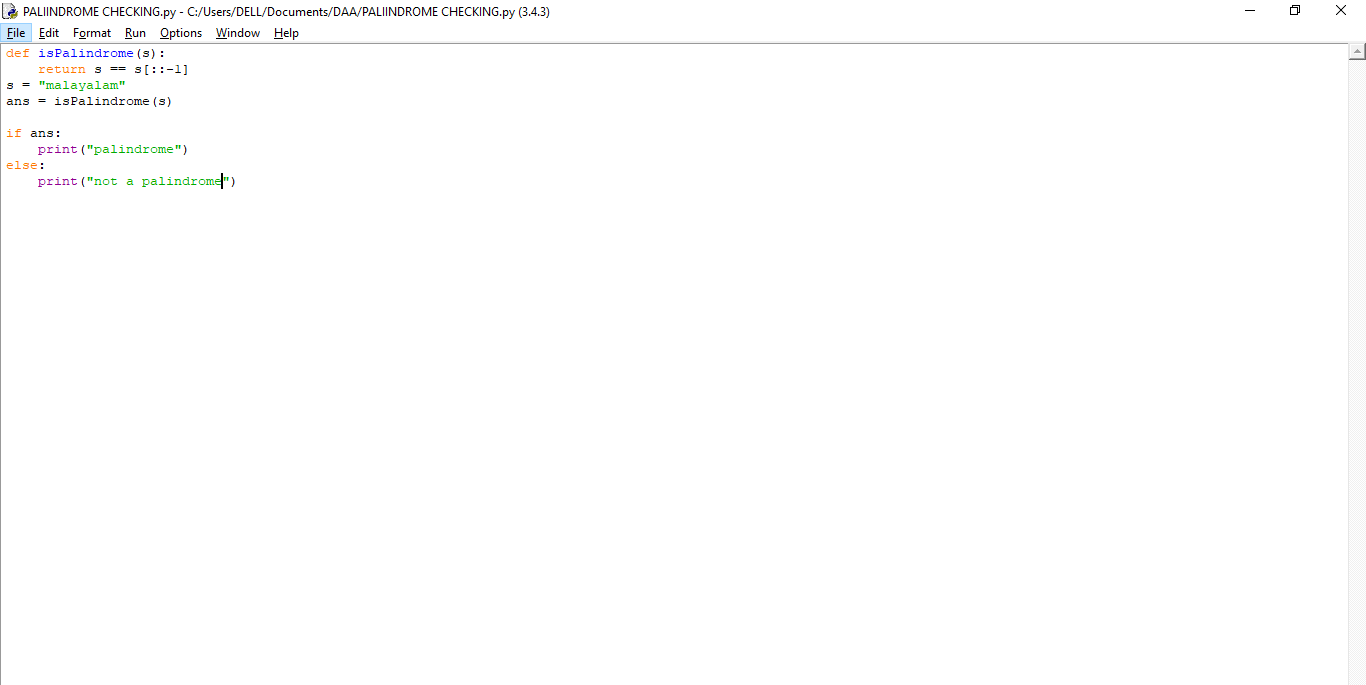 PALIINDROME CHECKING.py - C:/Users/DELL/Documents/DAA/PALIINDROME CHECKING.py (3.4.3)
File Edit Format Run Options Window Help
def isPalindrome(s):
    return s == s[::-1]
s = "malayalam"
ans = isPalindrome(s)

if ans:
    print("palindrome")
else:
    print("not a palindrome")